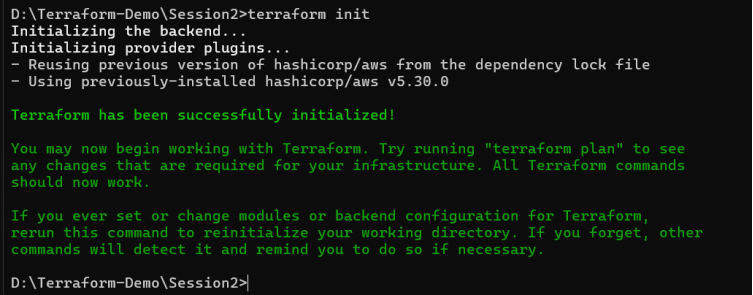 D:\Terraform-Demo\Session2>terraform init
Initializing the backend...
Initializing provider plugins...
- Reusing previous version of hashicorp/aws from the dependency lock file
- Using previously-installed hashicorp/aws v5.30.0
Terraform has been successfully initialized!
You may now begin working with Terraform. Try running "terraform plan" to see
any changes that are required for your infrastructure. All Terraform commands
should now work.
If you ever set or change modules or backend configuration for Terraform,
rerun this command to reinitialize your working directory. If you forget, other
commands will detect it and remind you to do so if necessary.
D:\Terraform-Demo\Session2>